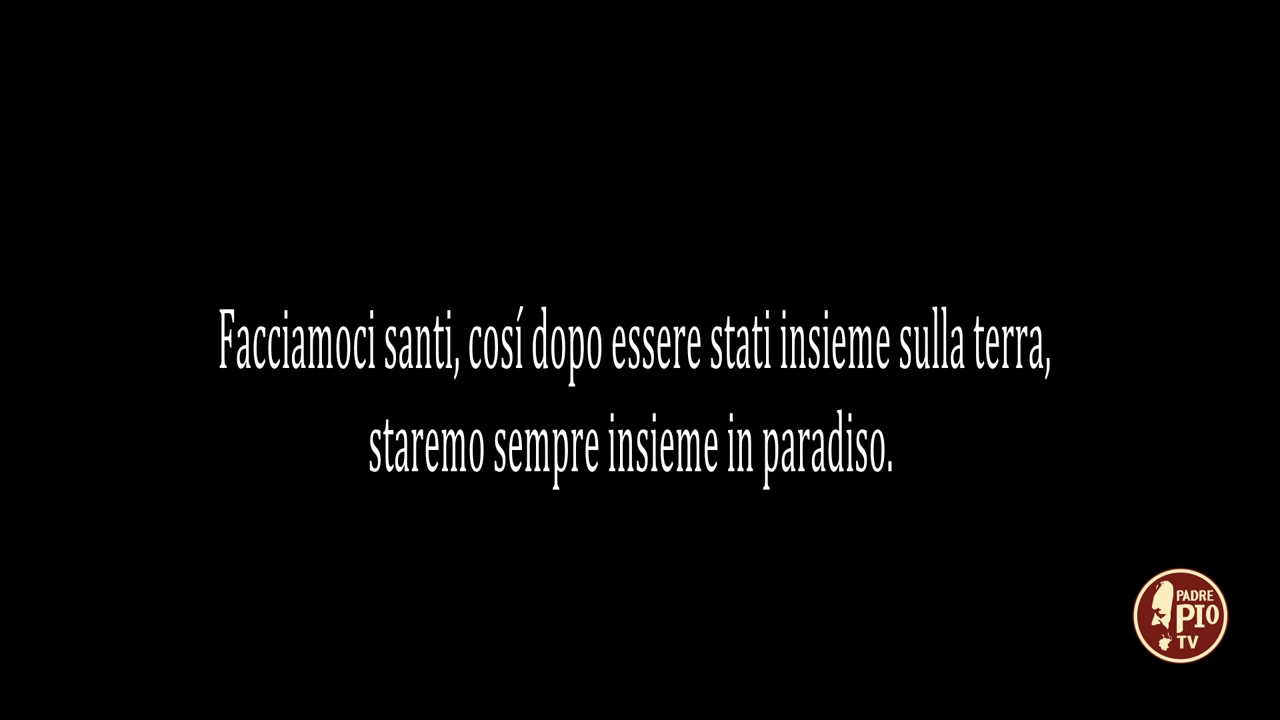 Facciamoci santi, cosí dopo essere stati insieme sulla terra,
staremo sempre insieme in paradiso.
PADRE
PIO
TV